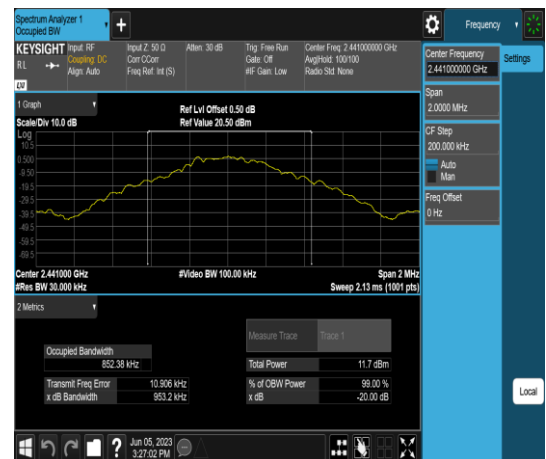 Spectrum Analyzer 1
Occupied BW
Frequency
KEYSIGHT
RL
Input: RF
Coupling: DC
Align: Auto
Input Z: 50 Ω
Corr CCorr
Freq Ref: Int (S)
Atten: 30 dB
Trig: Free Run
Gate: Off
#IF Gain: Low
Center Freq: 2.441000000 GHz
Avg|Hold: 100/100
Radio Std: None
Center Frequency
2.441000000 GHz
Settings
Span
2.0000 MHz
CF Step
200.000 kHz
Auto
Man
Freq Offset
0 Hz
1 Graph
Scale/Div 10.0 dB
Ref Lvl Offset 0.50 dB
Ref Value 20.50 dBm
Log
10.5
0.500
-9.50
-19.5
-29.5
-39.5
-49.5
-59.5
-69.5
Center 2.441000 GHz
#Res BW 30.000 kHz
#Video BW 100.00 kHz
Span 2 MHz
Sweep 2.13 ms (1001 pts)
2 Metrics
Measure Trace
Trace 1
Occupied Bandwidth
852.38 kHz
Total Power
11.7 dBm
Transmit Freq Error
10.906 kHz
% of OBW Power
99.00 %
x dB Bandwidth
953.2 kHz
x dB
-20.00 dB
Local
Jun 05, 2023
3:27:02 PM